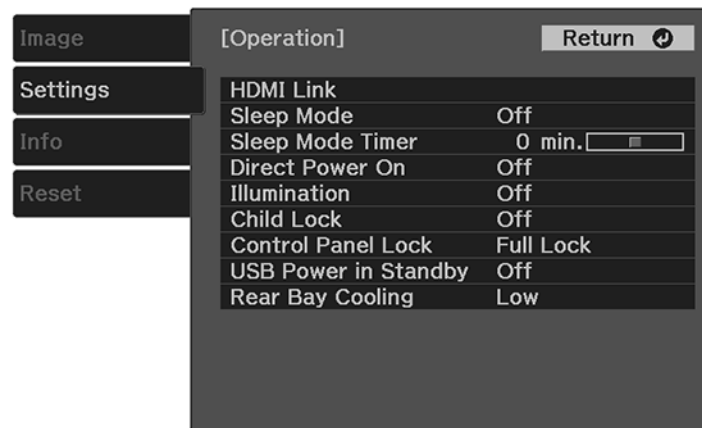 Image
Settings
Info
Reset
[Operation]
Return
HDMI Link
Sleep Mode Off
Sleep Mode Timer 0 min.
Direct Power On Off
Illumination Off
Child Lock Off
Control Panel Lock Full Lock
USB Power in Standby Off
Rear Bay Cooling Low